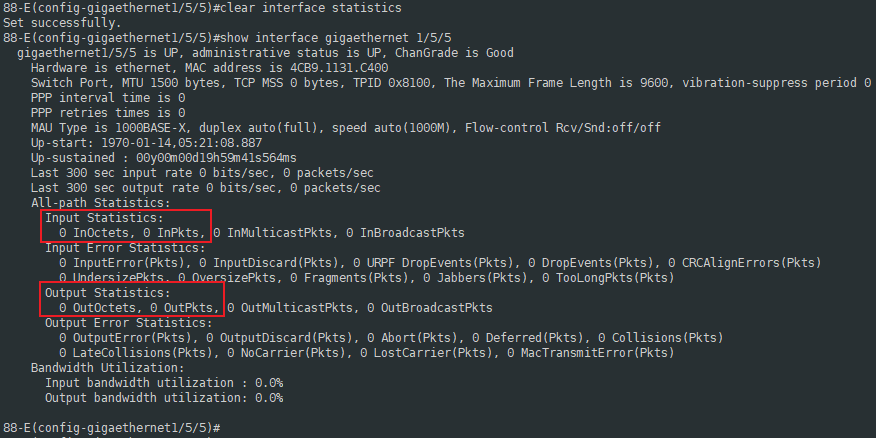 88-E(config-gigaethernet1/5/5)#clear interface statistics
Set successfully.
88-E(config-gigaethernet1/5/5)#show interface gigaethernet 1/5/5
gigaethernet1/5/5 is UP, administrative status is UP, ChanGrade is Good
Hardware is ethernet, MAC address is 4CB9.1131.C400
Switch Port, MTU 1500 bytes, TCP MSS 0 bytes, TPID 0x8100, The Maximum Frame Length is 9600, vibration-suppress period 0
PPP interval time is 0
PPP retries times is 0
MAU Type is 1000BASE-X, duplex auto(full), speed auto(1000M), Flow-control Rcv/Snd:off/off
Up-start: 1970-01-14,05:21:08.887
Up-sustained : 00y00m00d19h59m41s564ms
Last 300 sec input rate 0 bits/sec, 0 packets/sec
Last 300 sec output rate 0 bits/sec, 0 packets/sec
All-path Statistics:
Input Statistics:
0 InOctets, 0 InPkts, 0 InMulticastPkts, 0 InBroadcastPkts
Input Error Statistics:
0 InputError(Pkts), 0 InputDiscard(Pkts), 0 URPF DropEvents(Pkts), 0 DropEvents(Pkts), 0 CRCAlignErrors(Pkts)
0 UndersizePkts, 0 OversizePkts, 0 Fragments(Pkts), 0 Jabbers(Pkts), 0 TooLongPkts(Pkts)
Output Statistics:
0 OutOctets, 0 OutPkts, 0 OutMulticastPkts, 0 OutBroadcastPkts
Output Error Statistics:
0 OutputError(Pkts), 0 OutputDiscard(Pkts), 0 Abort(Pkts), 0 Deferred(Pkts), 0 Collisions(Pkts)
0 LateCollisions(Pkts), 0 NoCarrier(Pkts), 0 LostCarrier(Pkts), 0 MacTransmitError(Pkts)
Bandwidth Utilization:
Input bandwidth utilization : 0.0%
Output bandwidth utilization: 0.0%
88-E(config-gigaethernet1/5/5)#